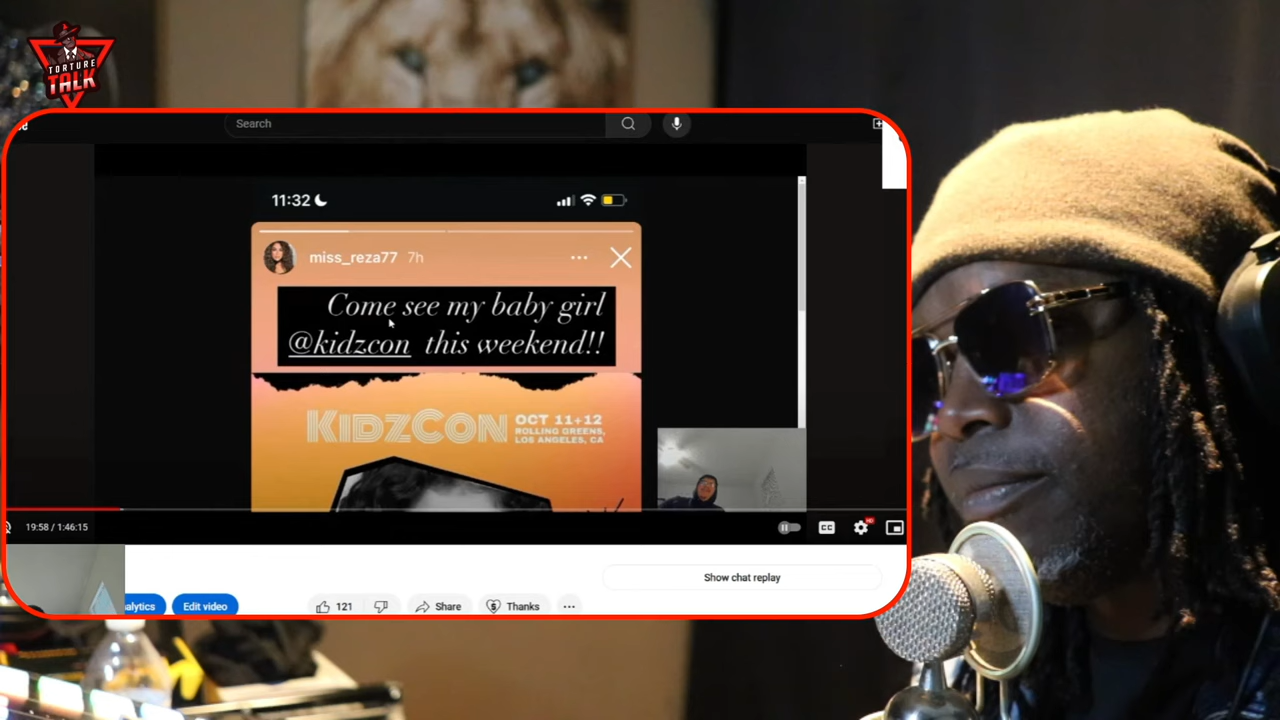 TORTURE
TALK
Search
11:32
miss_reza77 7h
Come see my baby girl
@kidzcon this weekend!!
KIDZCON
OCT 11+12
ROLLING GREENS,
LOS ANGELES, CA
19:58 / 1:46:15
CC
HD
Show chat replay
alytics
Edit video
121
Share
Thanks